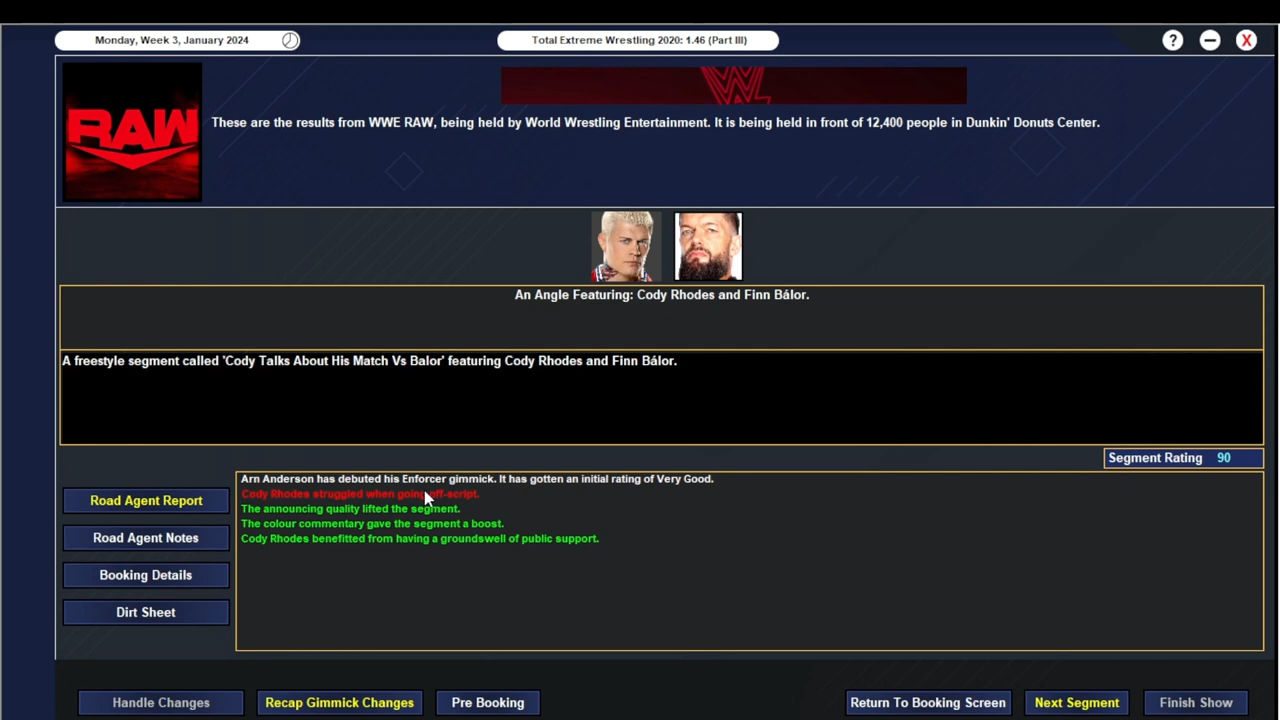 Monday, Week 3, January 2024
Total Extreme Wrestling 2020: 1.46 (Part III)
?
X
RAW
W
These are the results from WWE RAW, being held by World Wrestling Entertainment. It is being held in front of 12,400 people in Dunkin' Donuts Center.
An Angle Featuring: Cody Rhodes and Finn Bálor.
A freestyle segment called 'Cody Talks About His Match Vs Balor' featuring Cody Rhodes and Finn Bálor.
Segment Rating 90
Road Agent Report
Road Agent Notes
Booking Details
Dirt Sheet
Arn Anderson has debuted his Enforcer gimmick. It has gotten an initial rating of Very Good.
Cody Rhodes struggled when going off-script.
The announcing quality lifted the segment.
The colour commentary gave the segment a boost.
Cody Rhodes benefitted from having a groundswell of public support.
Handle Changes
Recap Gimmick Changes
Pre Booking
Return To Booking Screen
Next Segment
Finish Show